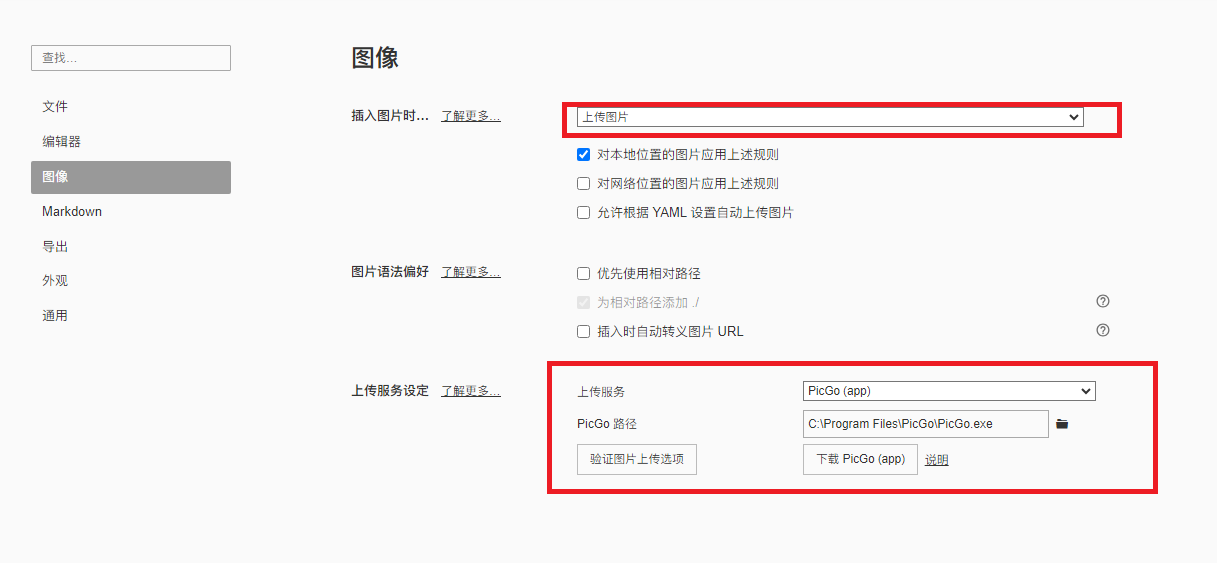 查找...
文件
编辑器
图像
Markdown
导出
外观
通用
图像
插入图片时... 了解更多... 上传图片
对本地位置的图片应用上述规则
对网络位置的图片应用上述规则
允许根据 YAML 设置自动上传图片
图片语法偏好 了解更多... 优先使用相对路径
为相对路径添加 ./
插入时自动转义图片 URL
上传服务设定 了解更多... 上传服务 PicGo (app)
PicGo 路径 C:\Program Files\PicGo\PicGo.exe
验证图片上传选项 下载 PicGo (app) 说明